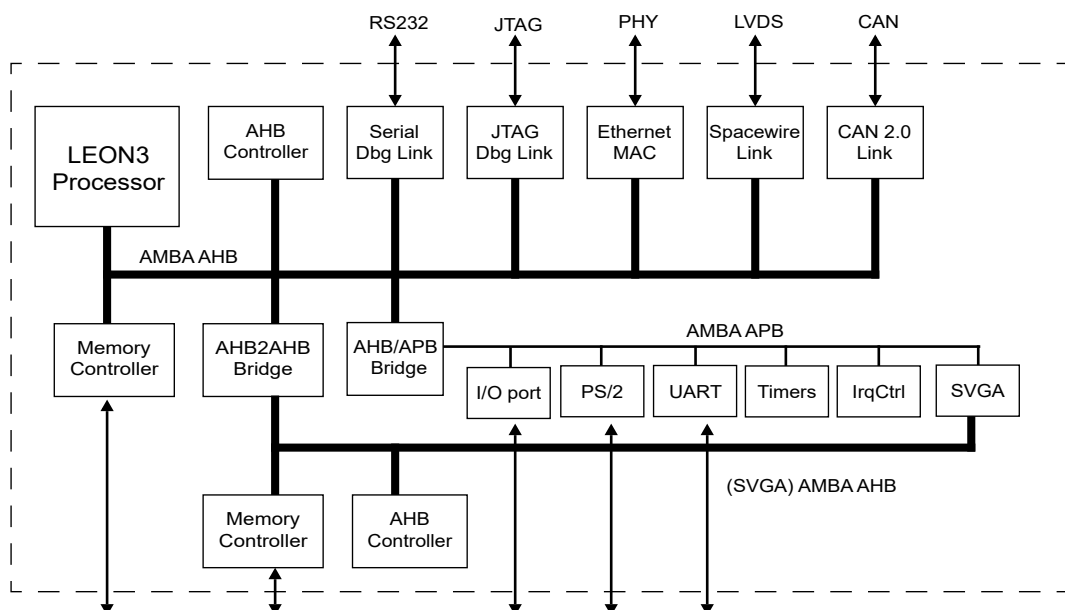 RS232
JTAG
PHY
LVDS
CAN
LEON3
Processor
AHB
Controller
Serial
Dbg Link
JTAG
Dbg Link
Ethernet
MAC
Spacewire
Link
CAN 2.0
Link
AMBA AHB
Memory
Controller
AHB2AHB
Bridge
AHB/APB
Bridge
AMBA APB
I/O port
PS/2
UART
Timers
IrqCtrl
SVGA
(SVGA) AMBA AHB
Memory
Controller
AHB
Controller